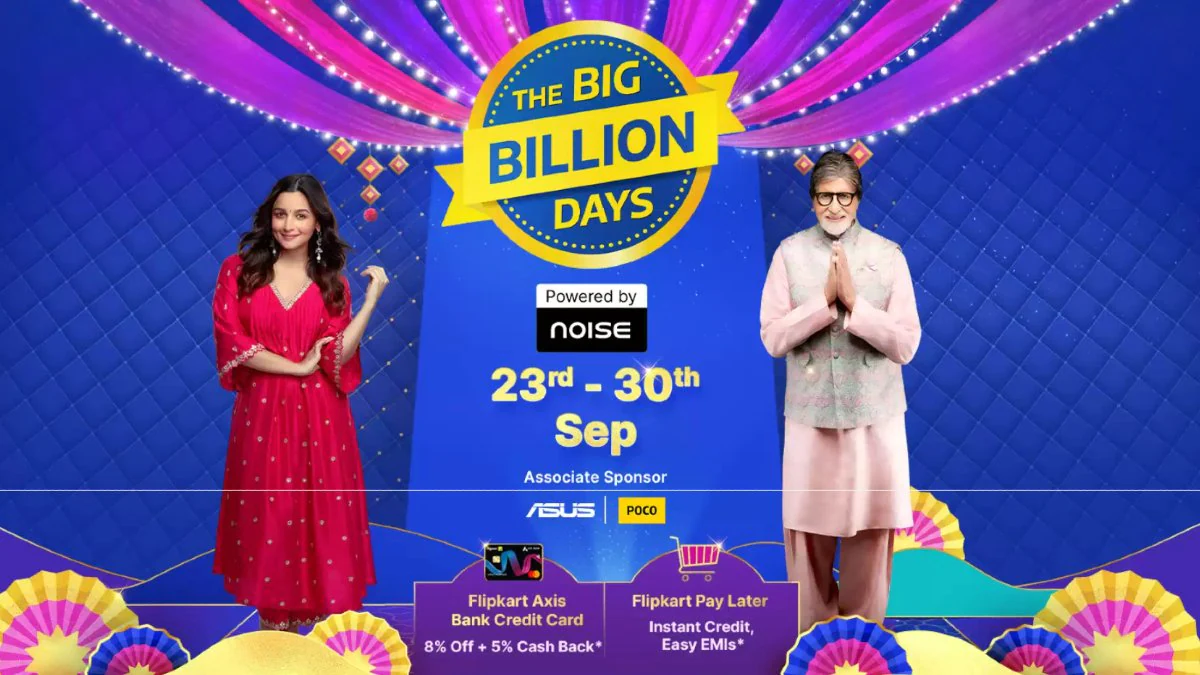 THE BIG
BILLION
DAYS
Powered by
noise
23rd - 30th
Sep
Associate Sponsor
ASUS
POCO
Flipkart Axis
Bank Credit Card
8% Off + 5% Cash Back*
Flipkart Pay Later
Instant Credit,
Easy EMIs*